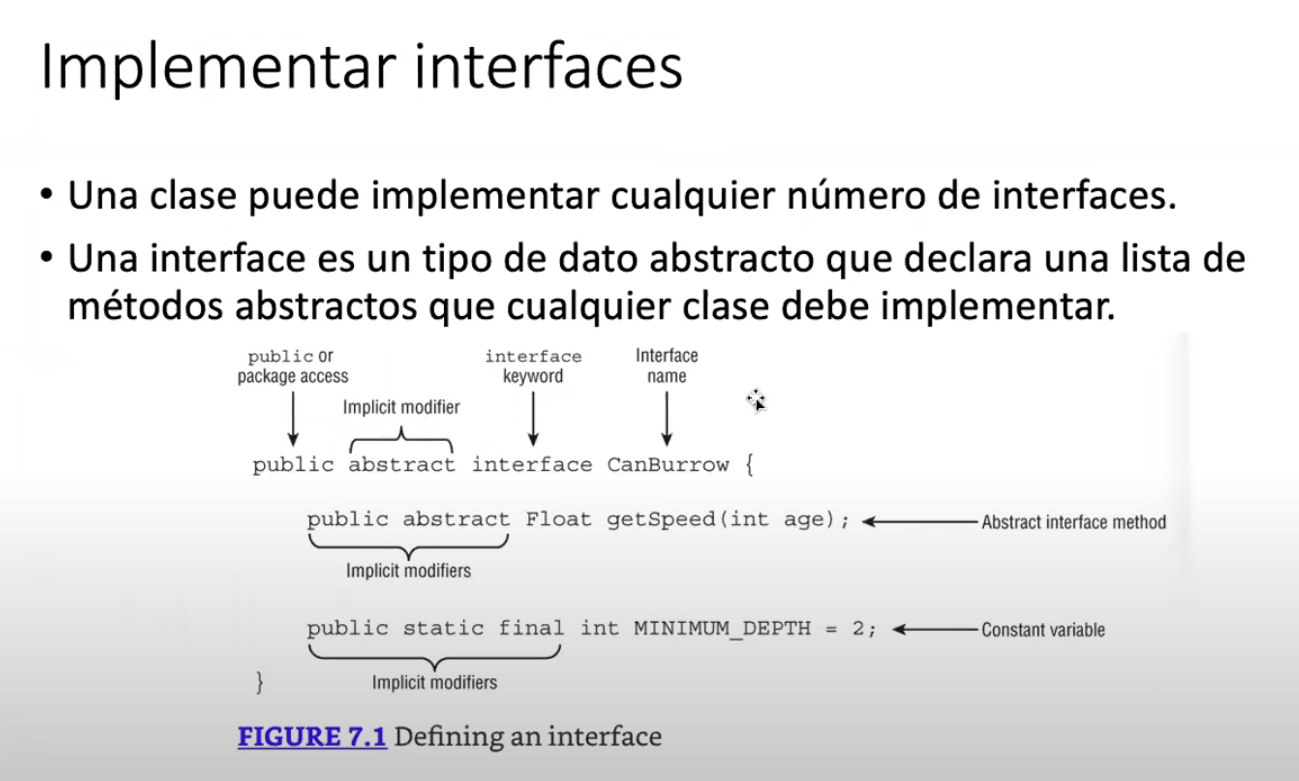 Implementar interfaces
• Una clase puede implementar cualquier número de interfaces.
• Una interface es un tipo de dato abstracto que declara una lista de
métodos abstractos que cualquier clase debe implementar.
public or
package access
interface
keyword
Interface
name
Implicit modifier
public abstract interface CanBurrow {
public abstract Float getSpeed(int age);
Abstract interface method
Implicit modifiers
public static final int MINIMUM_DEPTH = 2;
Constant variable
Implicit modifiers
}
FIGURE 7.1 Defining an interface